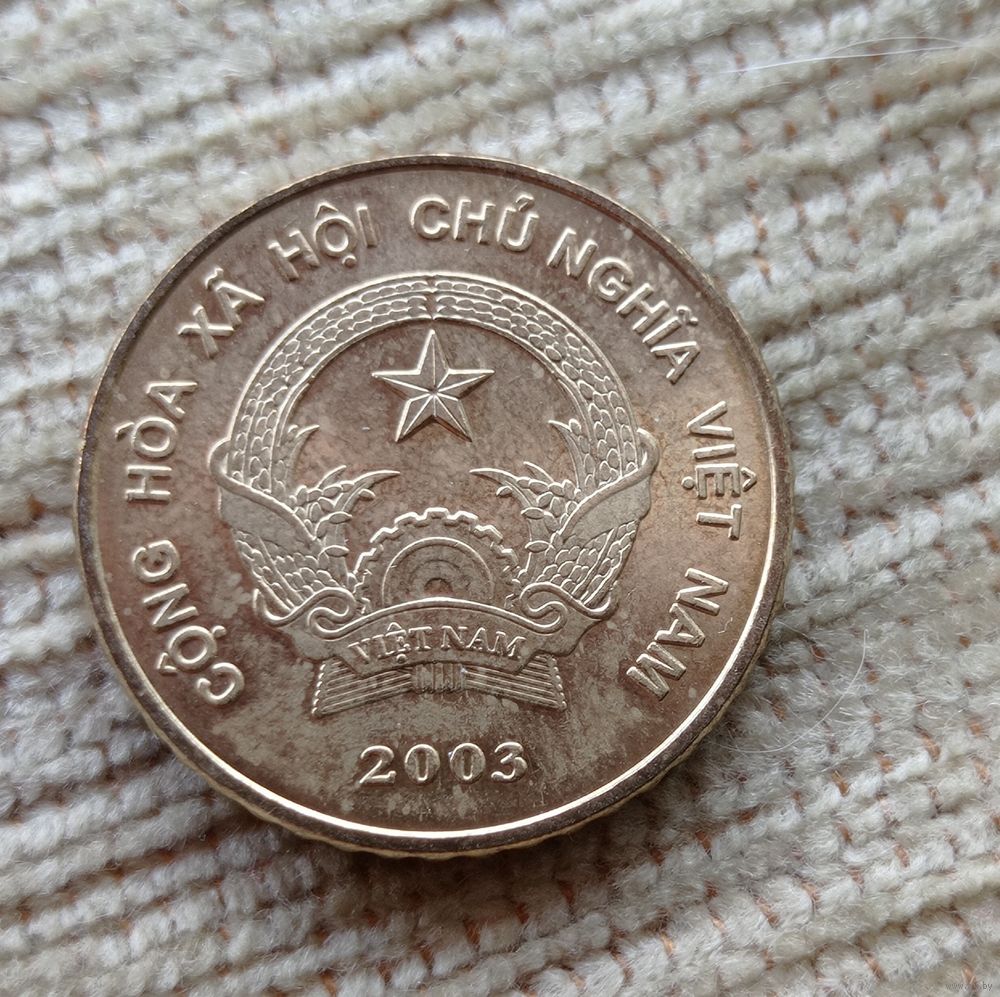 CỘNG HÒA XÃ HỘI CHỦ NGHĨA VIỆT NAM
VIỆT NAM
2003